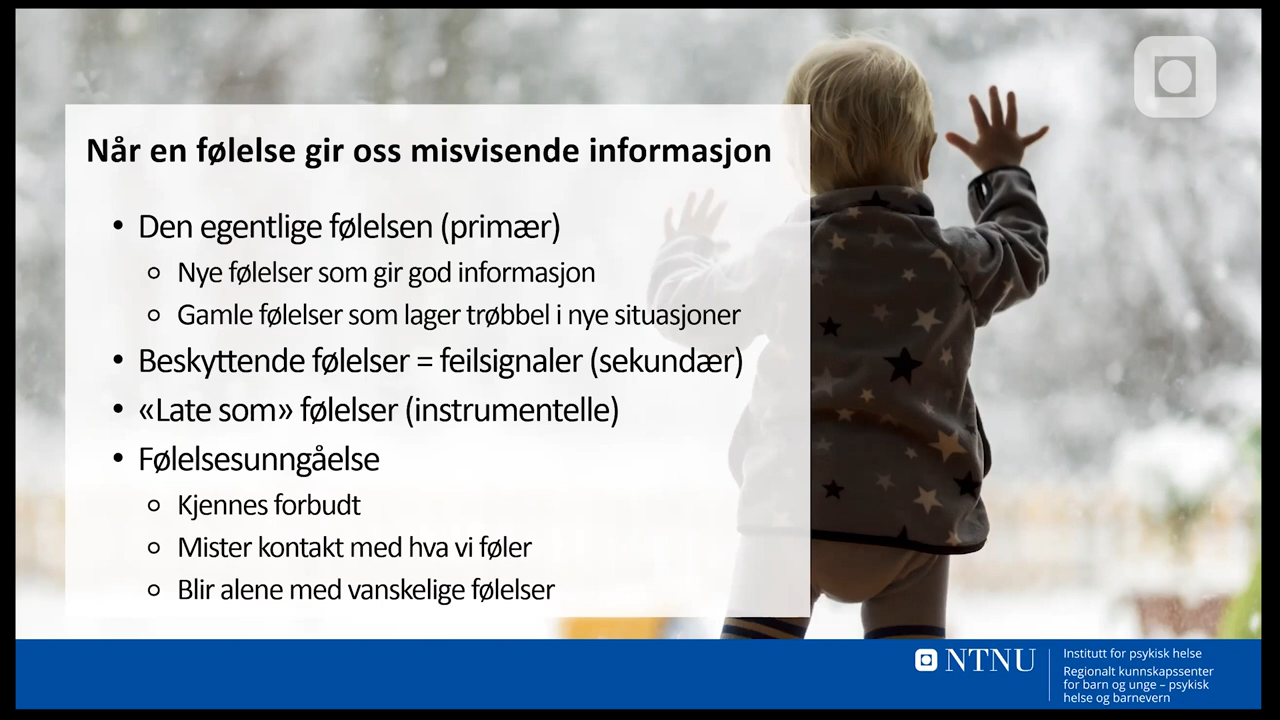 Når en følelse gir oss misvisende informasjon
• Den egentlige følelsen (primær)
o Nye følelser som gir god informasjon
o Gamle følelser som lager trøbbel i nye situasjoner
• Beskyttende følelser = feilsignaler (sekundær)
• «Late som» følelser (instrumentelle)
• Følelsesunngåelse
o Kjennes forbudt
o Mister kontakt med hva vi føler
o Blir alene med vanskelige følelser
NTNU
Institutt for psykisk helse
Regionalt kunnskapssenter
for barn og unge – psykisk
helse og barnevern